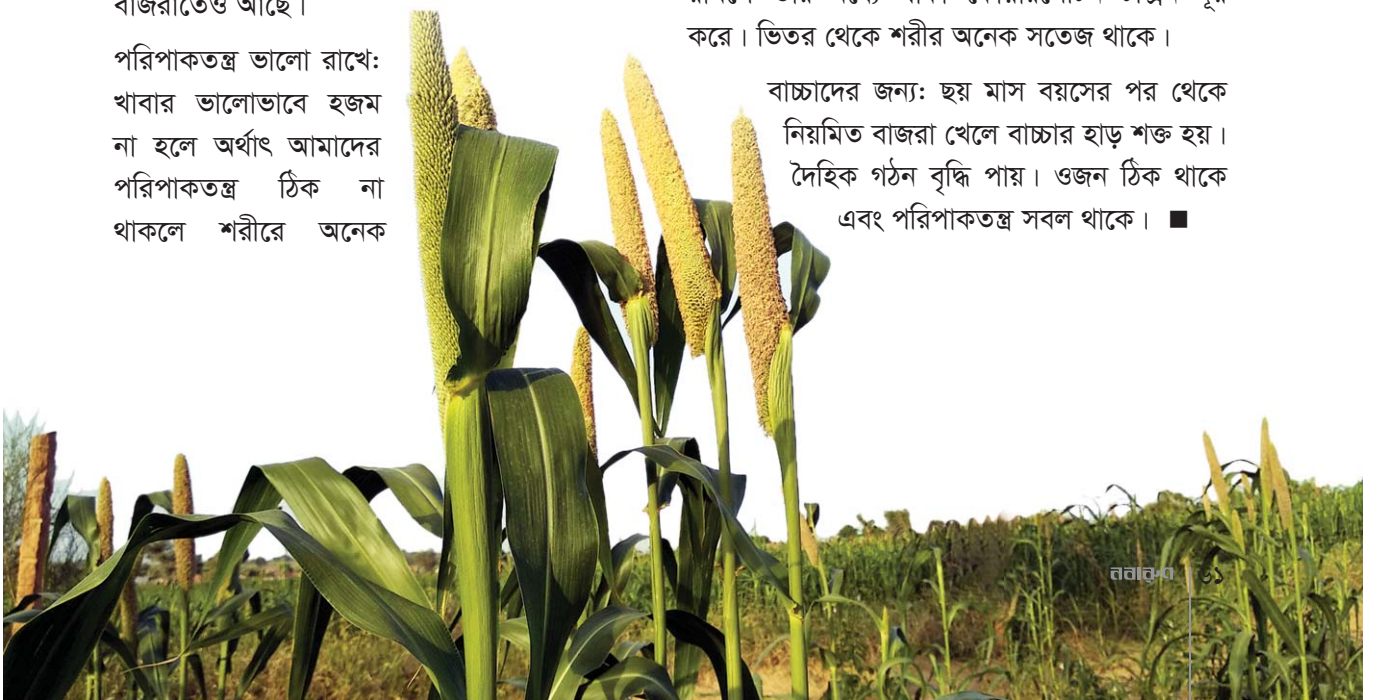 বাজরাতেও আছে।
পরিপাকতন্ত্র ভালো রাখে:
খাবার ভালোভাবে হজম
না হলে অর্থাৎ আমাদের
পরিপাকতন্ত্র ঠিক না
থাকলে শরীরে অনেক
করে। ভিতর থেকে শরীর অনেক সতেজ থাকে।
বাচ্চাদের জন্য: ছয় মাস বয়সের পর থেকে
নিয়মিত বাজরা খেলে বাচ্চার হাড় শক্ত হয়।
দৈহিক গঠন বৃদ্ধি পায়। ওজন ঠিক থাকে
এবং পরিপাকতন্ত্র সবল থাকে। ■
নবারুণ